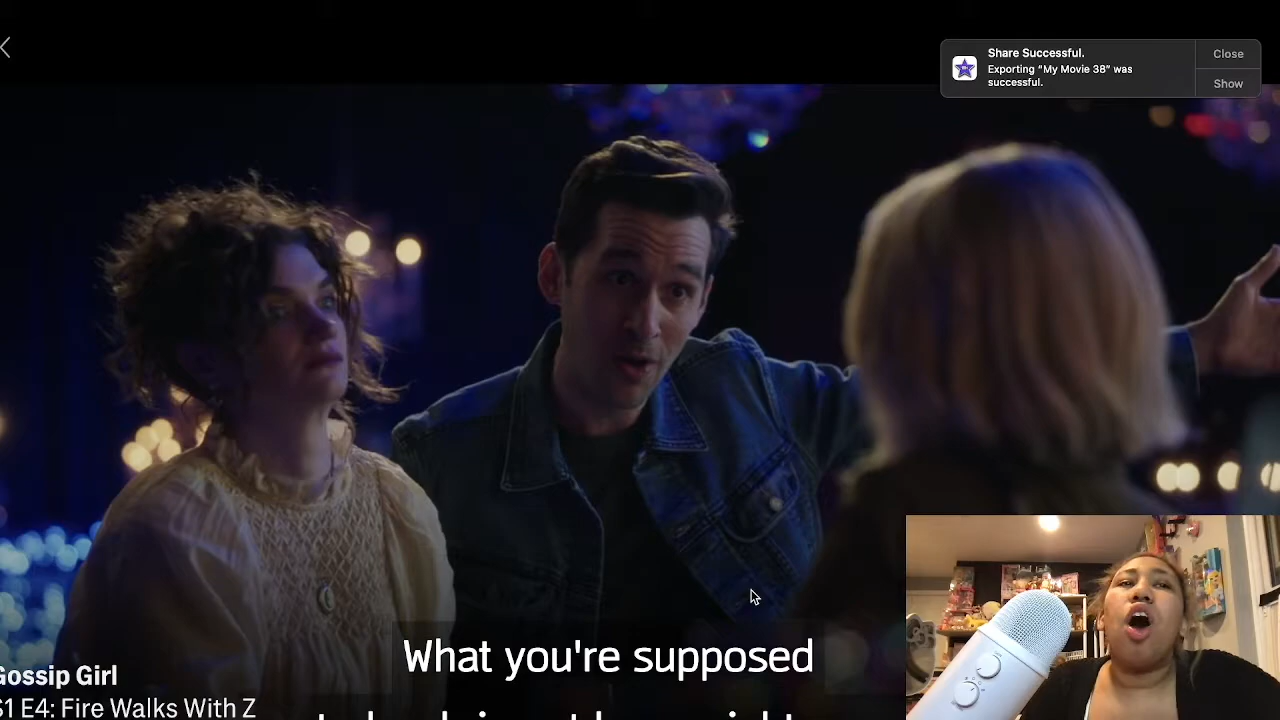 Share Successful.
Close
Exporting "My Movie 38" was
successful.
Show
What you're supposed
Gossip Girl
S1 E4: Fire Walks With Z